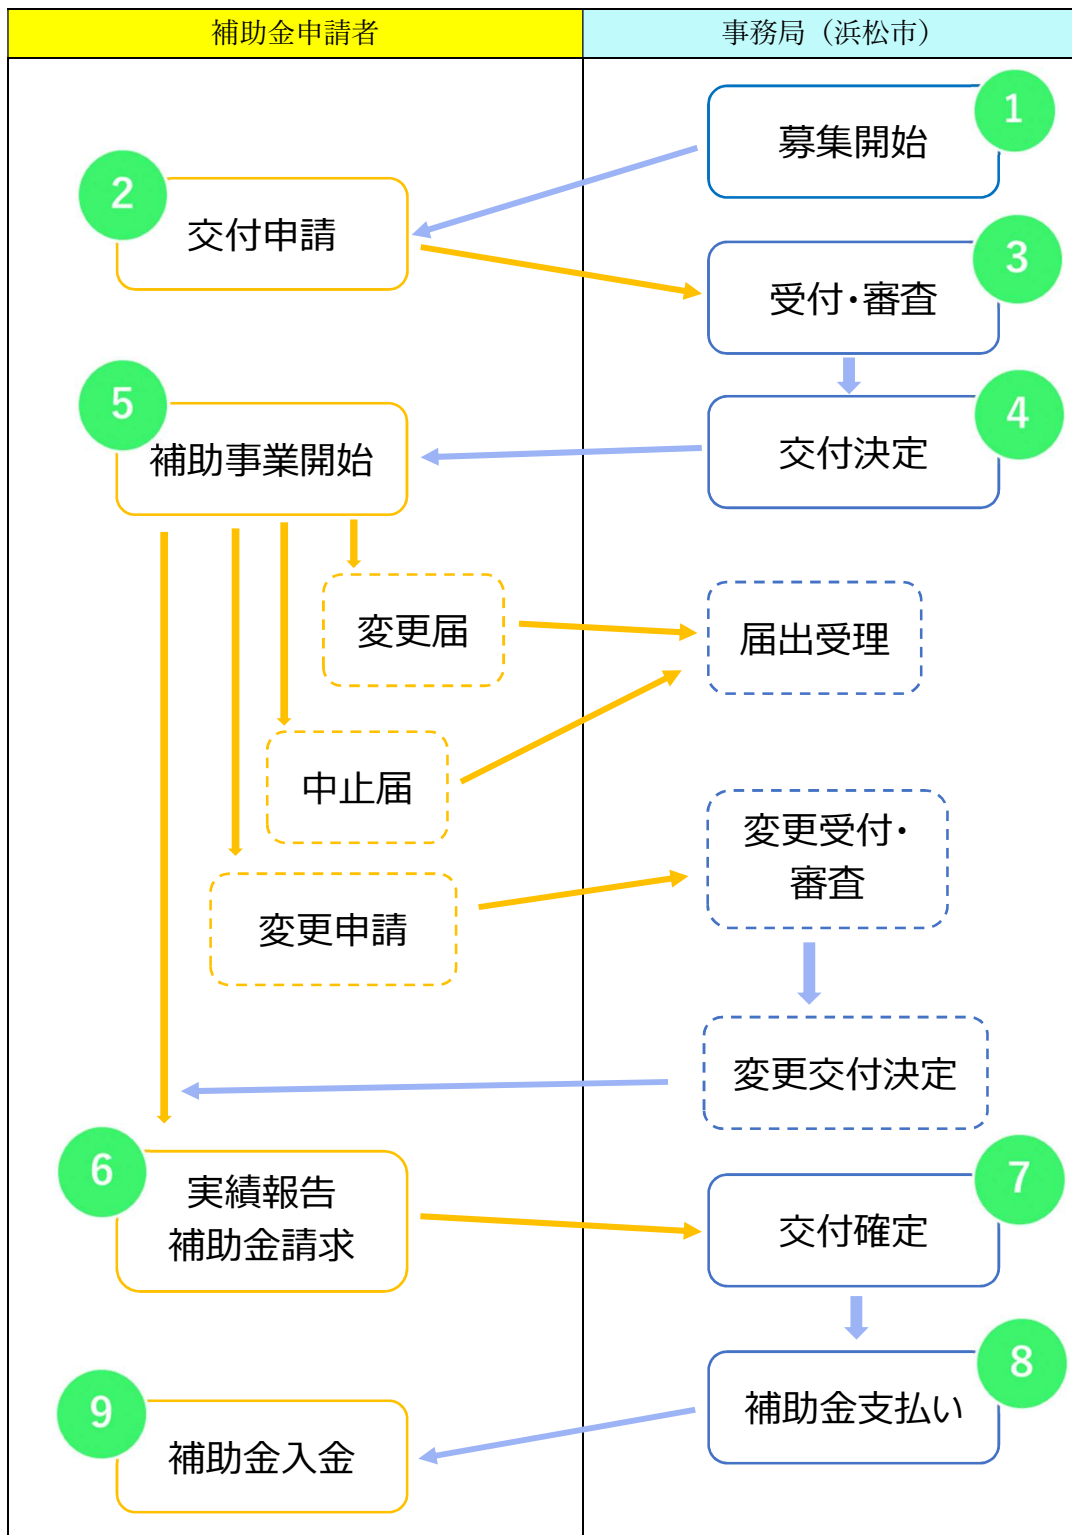 補助金申請者
事務局（浜松市）
1
募集開始
2
交付申請
3
受付・審査
4
交付決定
5
補助事業開始
変更届
届出受理
中止届
変更受付・
審査
変更申請
変更交付決定
6
実績報告
補助金請求
7
交付確定
8
補助金支払い
9
補助金入金